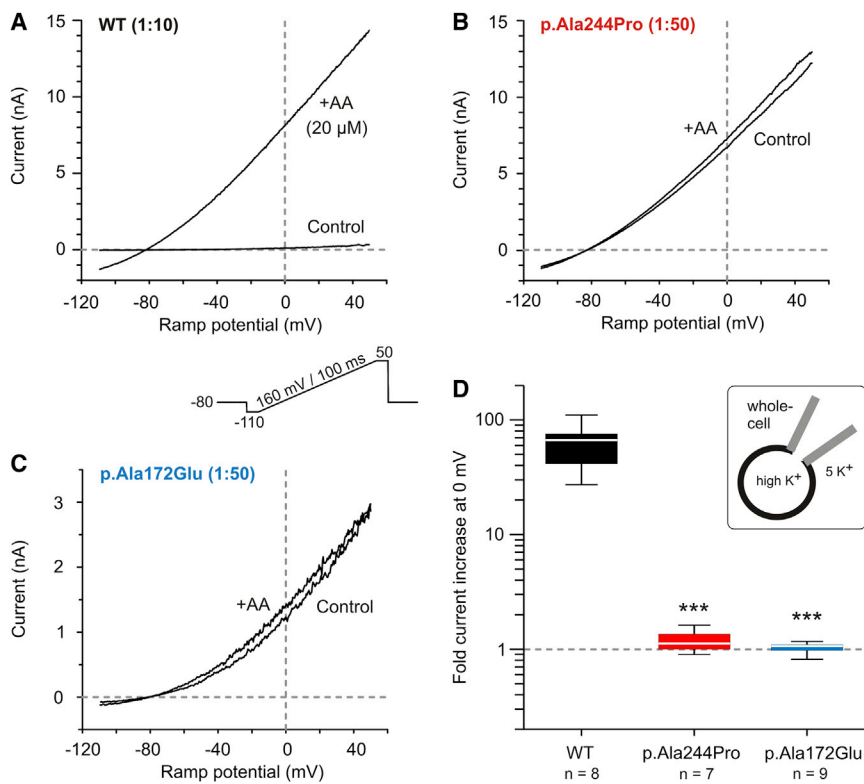 A
WT (1:10)
15
10
5
0
Current (nA)
+AA
(20 µM)
Control
-120
-80
-40
0
40
Ramp potential (mV)
B
p.Ala244Pro (1:50)
15
10
5
0
Current (nA)
+AA
Control
-120
-80
-40
0
40
Ramp potential (mV)
-80
-110
160 mV / 100 ms
50
C
p.Ala172Glu (1:50)
3
2
1
0
Current (nA)
+AA
Control
-120
-80
-40
0
40
Ramp potential (mV)
D
100
10
1
Fold current increase at 0 mV
whole-
cell
high K+
5 K+
***
***
WT
p.Ala244Pro
p.Ala172Glu
n = 8
n = 7
n = 9